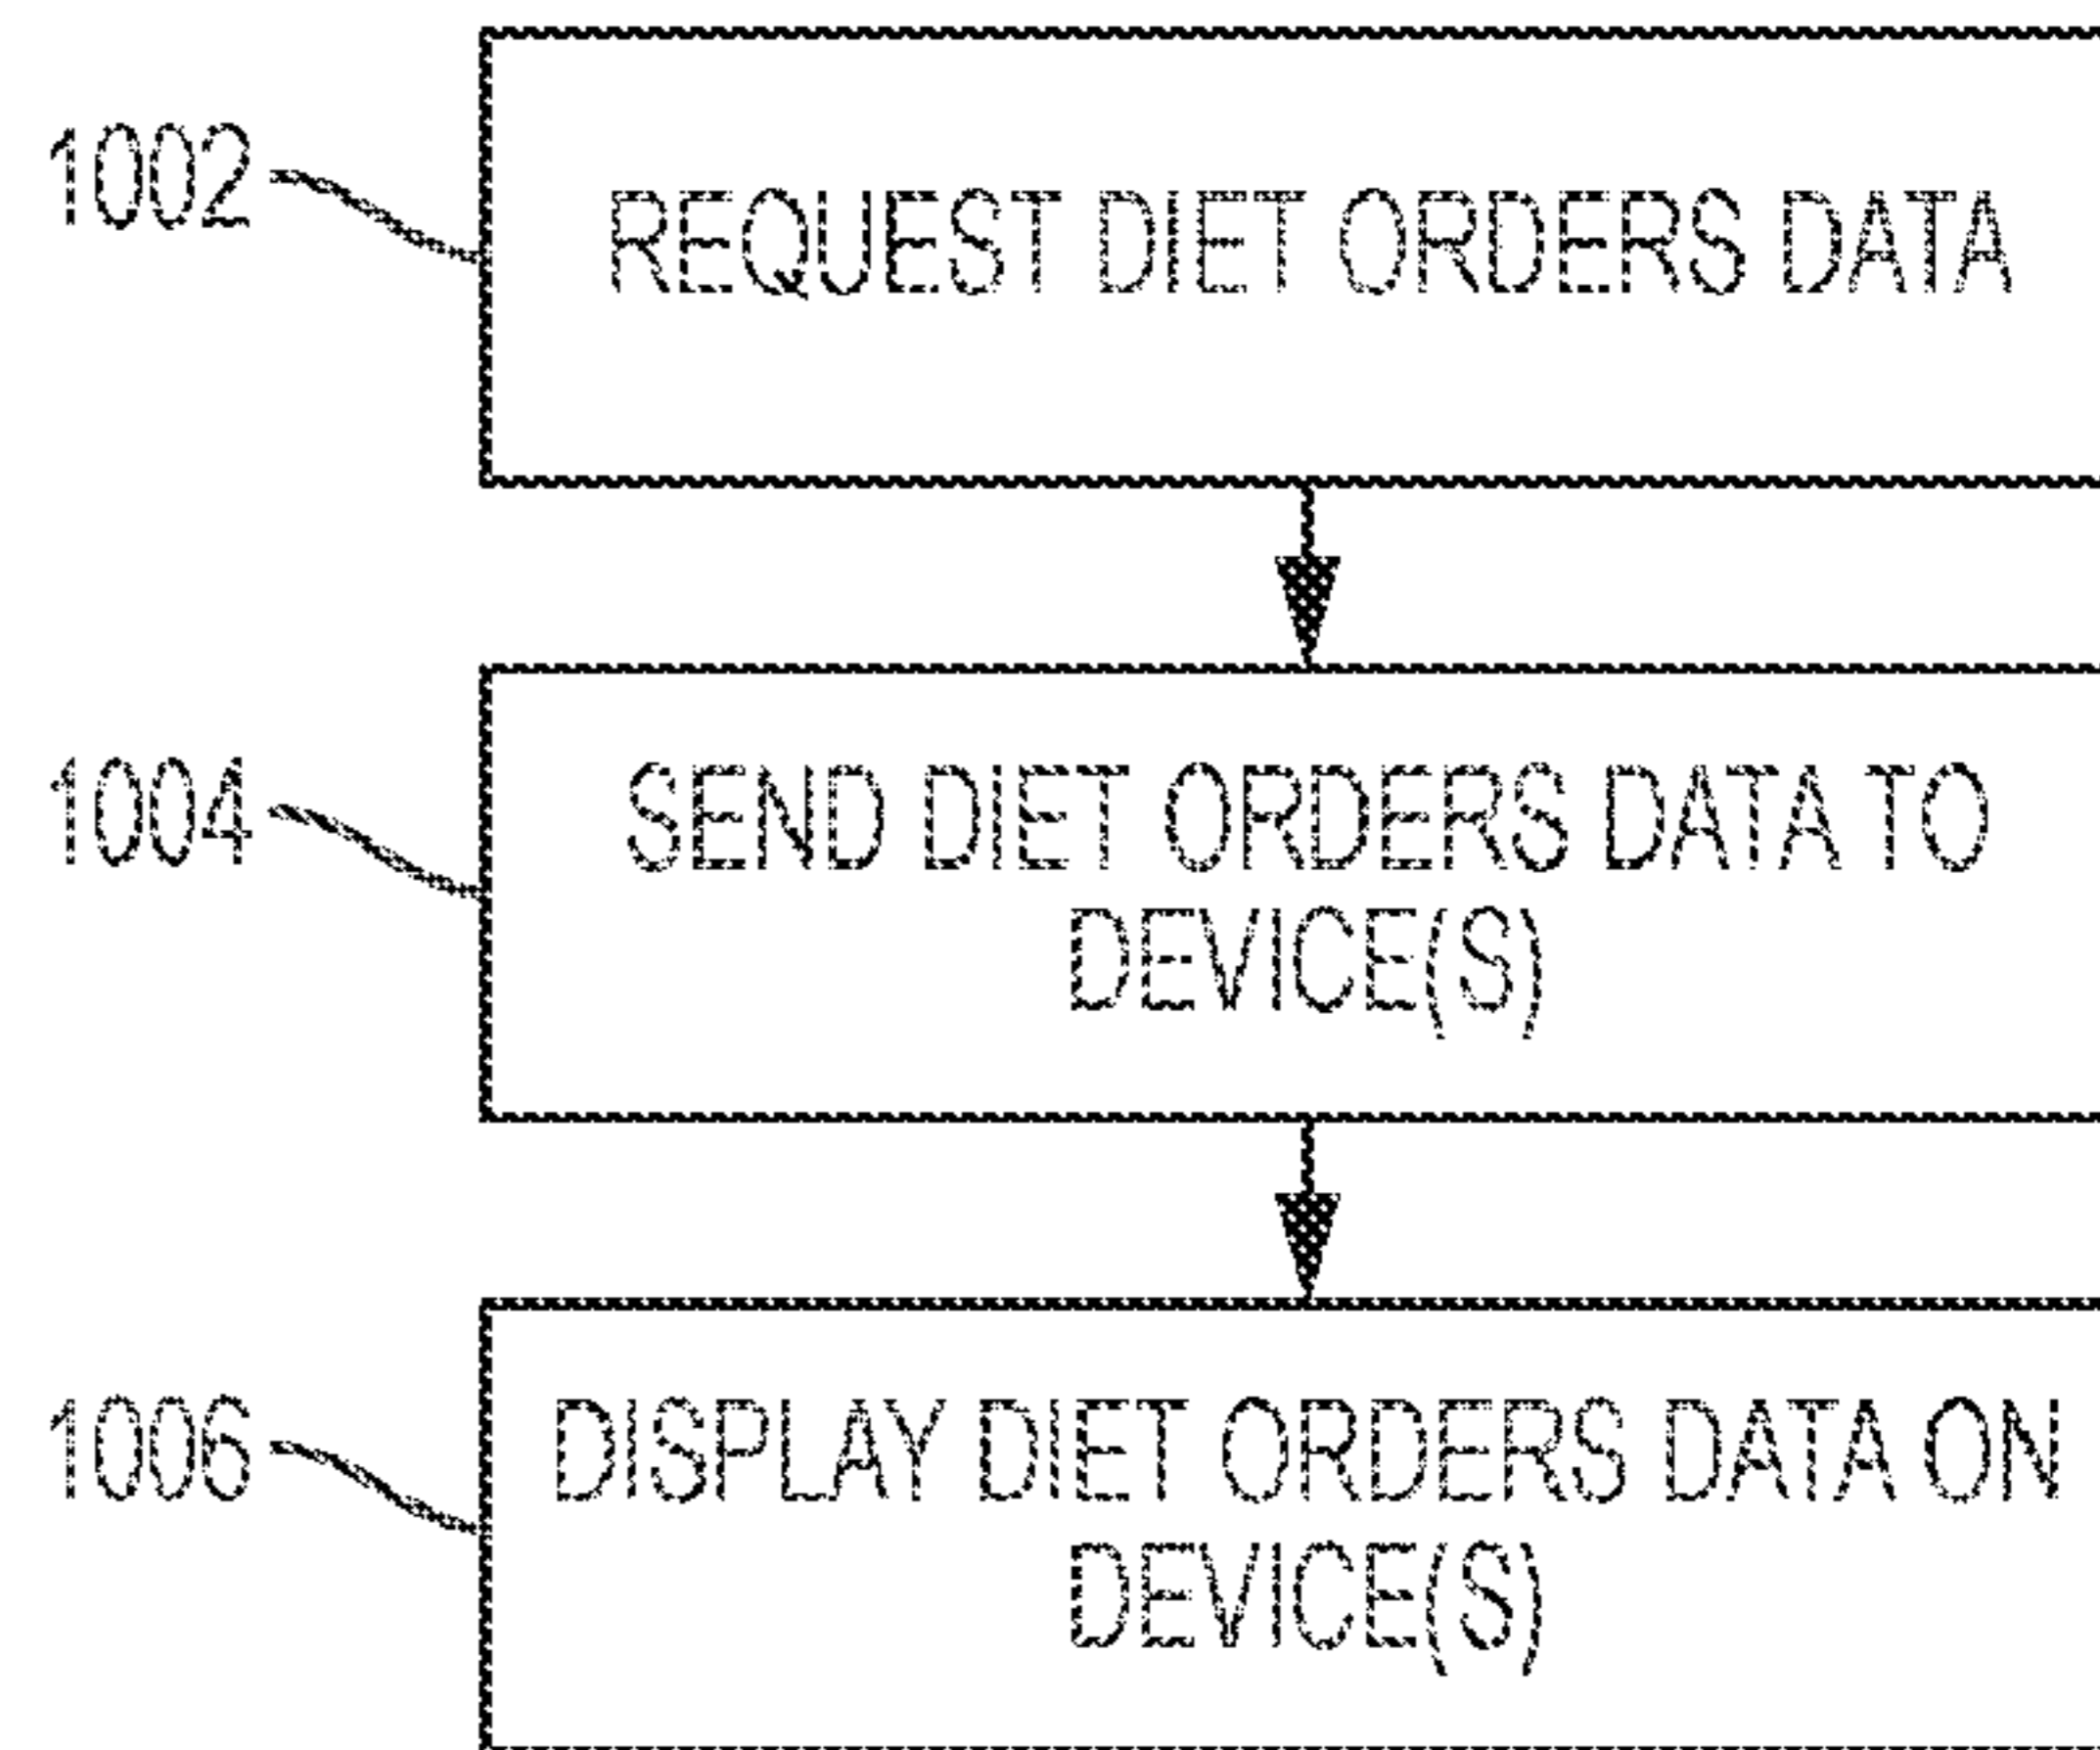 1002
REQUEST DIET ORDERS DATA
1004
SEND DIET ORDERS DATA TO
DEVICE(S)
1006
DISPLAY DIET ORDERS DATA ON
DEVICE(S)